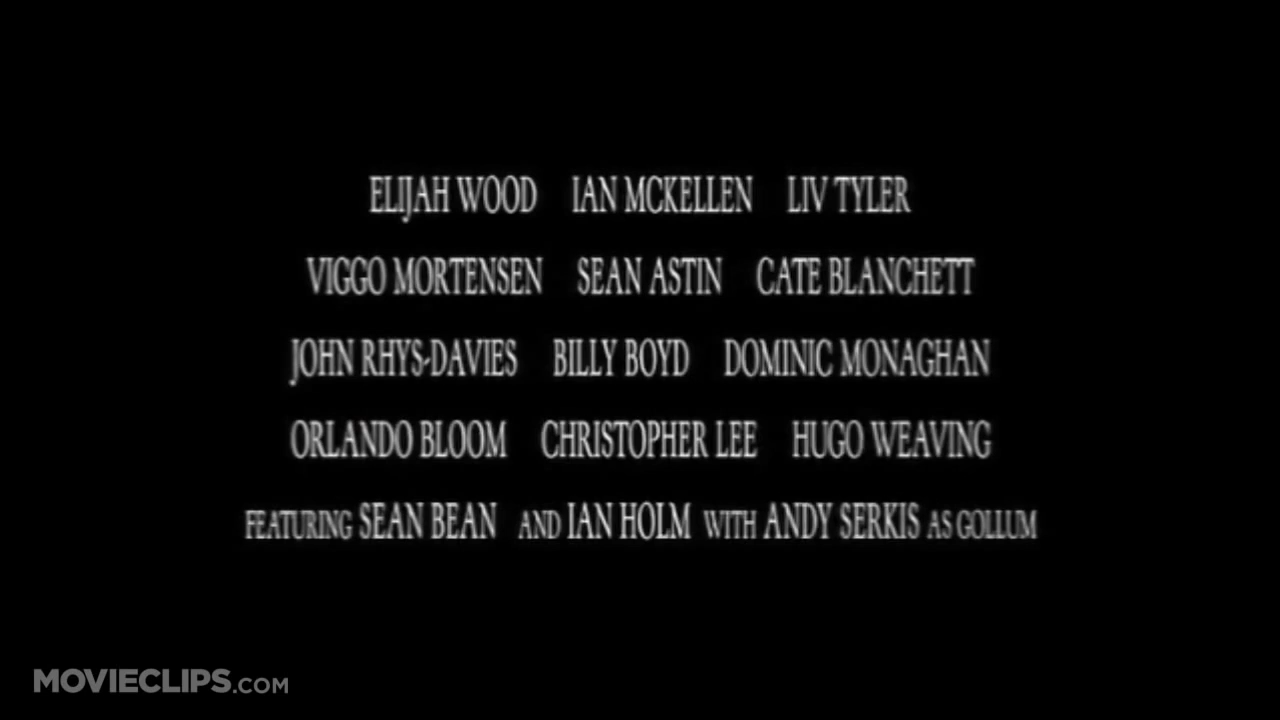 ELIJAH WOOD IAN MCKELLEN LIV TYLER
VIGGO MORTENSEN SEAN ASTIN CATE BLANCHETT
JOHN RHYS-DAVIES BILLY BOYD DOMINIC MONAGHAN
ORLANDO BLOOM CHRISTOPHER LEE HUGO WEAVING
FEATURING SEAN BEAN AND IAN HOLM WITH ANDY SERKIS AS GOLLUM
MOVIECLIPS.COM